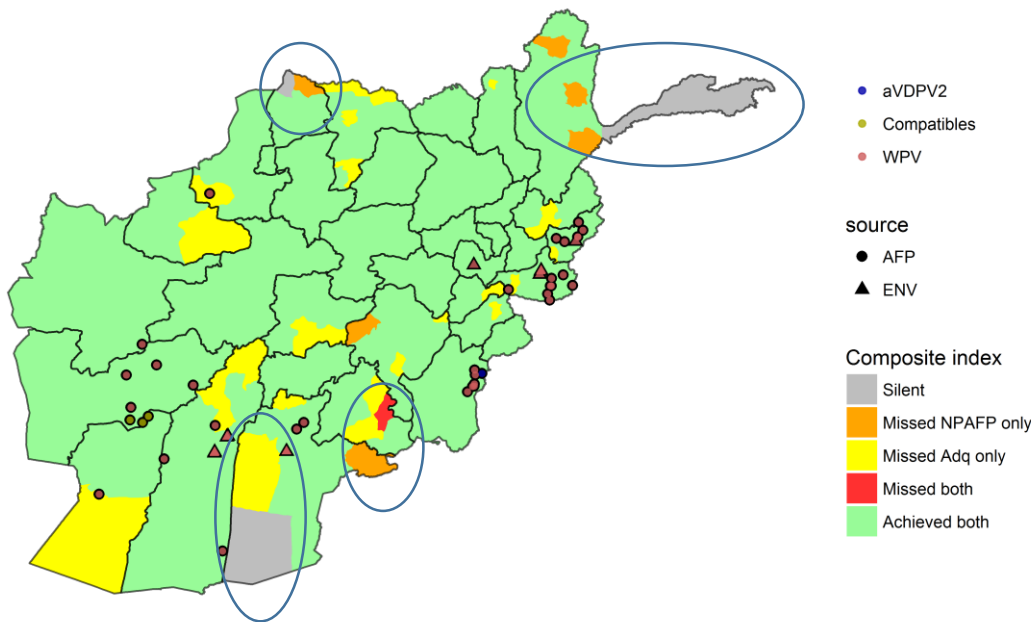 aVDPV2
Compatibles
WPV
source
AFP
ENV
Composite index
Silent
Missed NPAFP only
Missed Adq only
Missed both
Achieved both